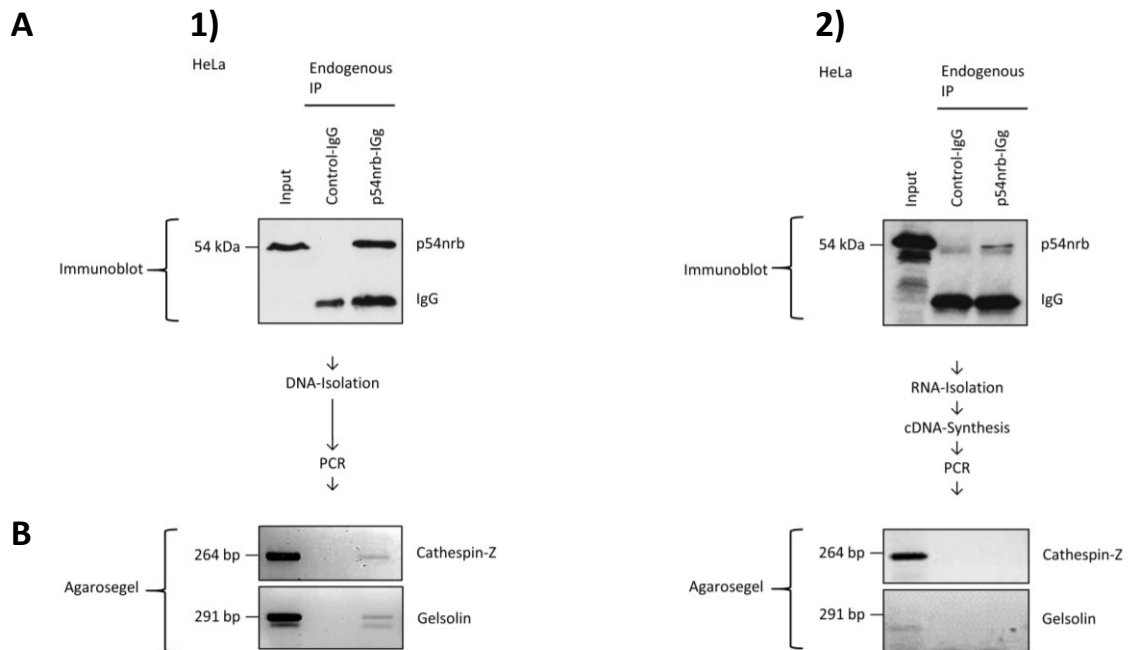 A
1)
2)
HeLa
Endogenous
IP
Input
Control-IgG
p54nrb-IGg
Immunoblot
54 kDa
p54nrb
IgG
DNA-Isolation
PCR
HeLa
Endogenous
IP
Input
Control-IgG
p54nrb-IGg
Immunoblot
54 kDa
p54nrb
IgG
RNA-Isolation
cDNA-Synthesis
PCR
B
Agarosegel
264 bp
Cathespin-Z
291 bp
Gelsolin
Agarosegel
264 bp
Cathespin-Z
291 bp
Gelsolin